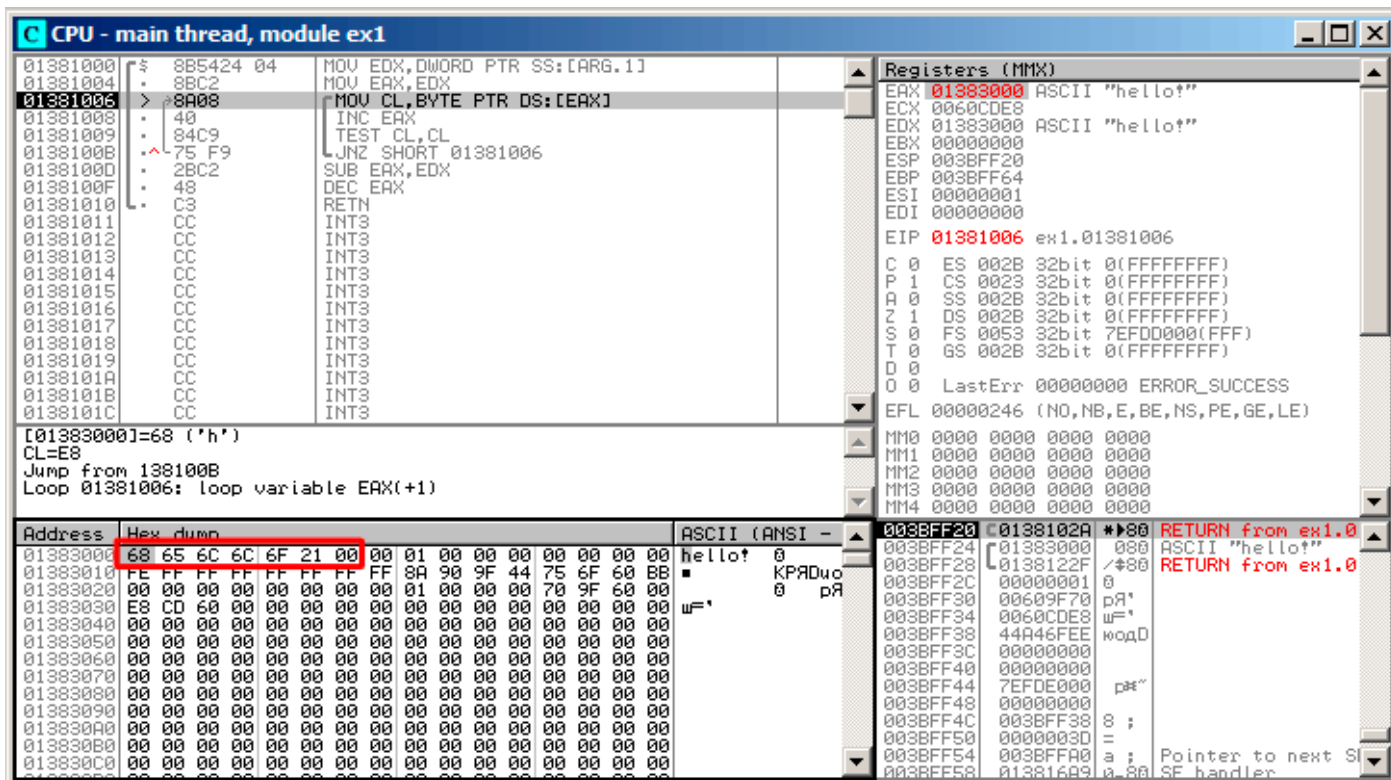 C CPU - main thread, module ex1
01381000 $ 8B5424 04 MOV EDX,DWORD PTR SS:[ARG.1]
01381004 . 8BC2 MOV EAX,EDX
01381006 > 8A08 MOV CL,BYTE PTR DS:[EAX]
01381008 . 40 INC EAX
01381009 . 84C9 TEST CL,CL
0138100B .^ 75 F9 JNZ SHORT 01381006
0138100D . 2BC2 SUB EAX,EDX
0138100F . 48 DEC EAX
01381010 . C3 RETN
01381011 CC INT3
01381012 CC INT3
01381013 CC INT3
01381014 CC INT3
01381015 CC INT3
01381016 CC INT3
01381017 CC INT3
01381018 CC INT3
01381019 CC INT3
0138101A CC INT3
0138101B CC INT3
0138101C CC INT3
[01383000]=68 ('h')
CL=E8
Jump from 138100B
Loop 01381006: loop variable EAX(+1)
Registers (MMX)
EAX 01383000 ASCII "hello!"
ECX 0060CDE8
EDX 01383000 ASCII "hello!"
EBX 00000000
ESP 003BFF20
EBP 003BFF64
ESI 00000001
EDI 00000000
EIP 01381006 ex1.01381006
C 0 ES 002B 32bit 0(FFFFFFFF)
P 1 CS 0023 32bit 0(FFFFFFFF)
A 0 SS 002B 32bit 0(FFFFFFFF)
Z 1 DS 002B 32bit 0(FFFFFFFF)
S 0 FS 0053 32bit 7EFDD000(FFF)
T 0 GS 002B 32bit 0(FFFFFFFF)
D 0
O 0 LastErr 00000000 ERROR_SUCCESS
EFL 00000246 (NO,NB,E,BE,NS,PE,GE,LE)
MM0 0000 0000 0000 0000
MM1 0000 0000 0000 0000
MM2 0000 0000 0000 0000
MM3 0000 0000 0000 0000
MM4 0000 0000 0000 0000
Address Hex dump ASCII (ANSI -
01383000 68 65 6C 6C 6F 21 00 00 01 00 00 00 00 00 00 00 hello!
01383010 FE FF FF FF FF FF FF FF 8A 90 9F 44 75 6F 60 BB ■ КРЯDuo
01383020 00 00 00 00 00 00 00 00 01 00 00 00 70 9F 60 00 pЯ
01383030 E8 CD 60 00 00 00 00 00 00 00 00 00 00 00 00 00 ш='
01383040 00 00 00 00 00 00 00 00 00 00 00 00 00 00 00 00
01383050 00 00 00 00 00 00 00 00 00 00 00 00 00 00 00 00
01383060 00 00 00 00 00 00 00 00 00 00 00 00 00 00 00 00
01383070 00 00 00 00 00 00 00 00 00 00 00 00 00 00 00 00
01383080 00 00 00 00 00 00 00 00 00 00 00 00 00 00 00 00
01383090 00 00 00 00 00 00 00 00 00 00 00 00 00 00 00 00
013830A0 00 00 00 00 00 00 00 00 00 00 00 00 00 00 00 00
013830B0 00 00 00 00 00 00 00 00 00 00 00 00 00 00 00 00
013830C0 00 00 00 00 00 00 00 00 00 00 00 00 00 00 00 00
003BFF20 0138102A *►80 RETURN from ex1.0
003BFF24 01383000 080 ASCII "hello!"
003BFF28 0138122F /‡80 RETURN from ex1.0
003BFF2C 00000001
003BFF30 00609F70 pЯ'
003BFF34 0060CDE8 ш='
003BFF38 44A46FEE юодD
003BFF3C 00000000
003BFF40 00000000
003BFF44 7EFDE000
003BFF48 00000000
003BFF4C 003BFF38 8 ;
003BFF50 0000003D =
003BFF54 003BFFA0 a ; Pointer to next S
003BFF58 013816A9 SE handler